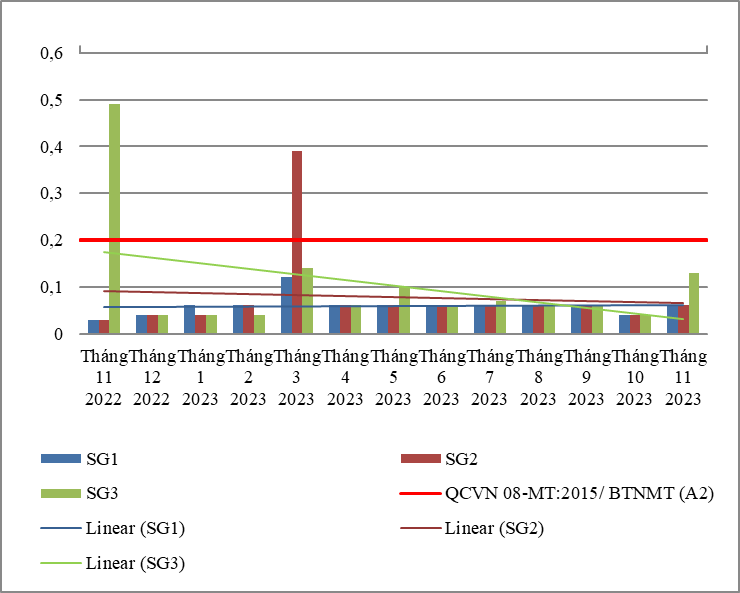 0,6
0,5
0,4
0,3
0,2
0,1
0
Tháng 11 2022
Tháng 12 2022
Tháng 1 2023
Tháng 2 2023
Tháng 3 2023
Tháng 4 2023
Tháng 5 2023
Tháng 6 2023
Tháng 7 2023
Tháng 8 2023
Tháng 9 2023
Tháng 10 2023
Tháng 11 2023
SG1
SG2
SG3
QCVN 08-MT:2015/ BTNMT (A2)
Linear (SG1)
Linear (SG2)
Linear (SG3)